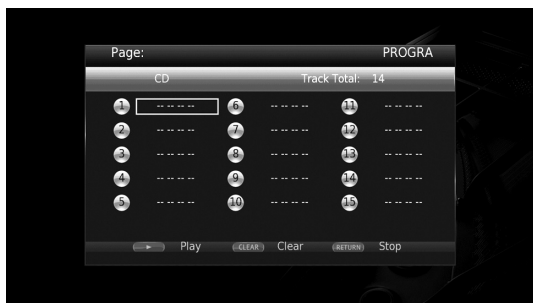 Page: PROGRA
CD Track Total: 14
1 -- -- -- -- 6 -- -- -- -- 11 -- -- -- --
2 -- -- -- -- 7 -- -- -- -- 12 -- -- -- --
3 -- -- -- -- 8 -- -- -- -- 13 -- -- -- --
4 -- -- -- -- 9 -- -- -- -- 14 -- -- -- --
5 -- -- -- -- 10 -- -- -- -- 15 -- -- -- --
Play CLEAR Clear RETURN Stop